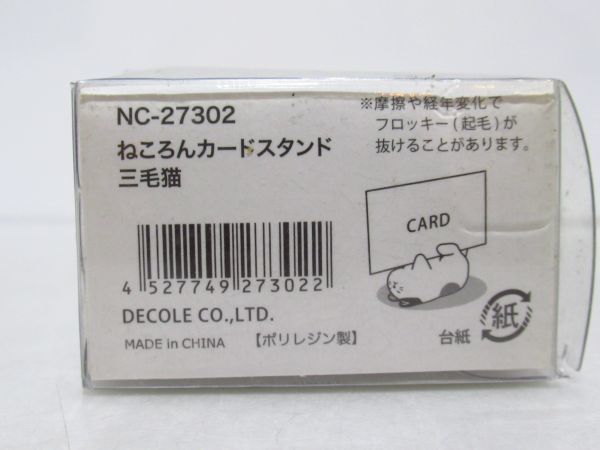 NC-27302
ねころんカードスタンド
三毛猫
※摩擦や経年変化で
フロッキー(起毛)が
抜けることがあります。
CARD
4 527749 273022
DECOLE CO.,LTD.
MADE in CHINA 【ポリレジン製】
台紙 紙